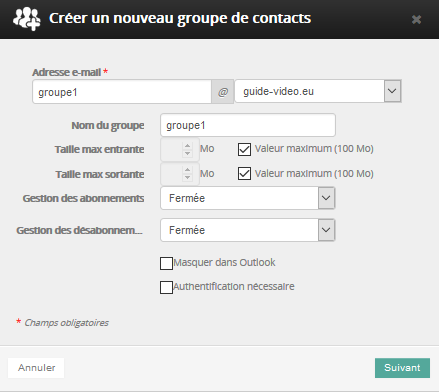 Créer un nouveau groupe de contacts
Adresse e-mail *
groupe1 @ guide-video.eu
Nom du groupe groupe1
Taille max entrante Mo Valeur maximum (100 Mo)
Taille max sortante Mo Valeur maximum (100 Mo)
Gestion des abonnements Fermée
Gestion des désabonnem... Fermée
Masquer dans Outlook
Authentification nécessaire
* Champs obligatoires
Annuler Suivant